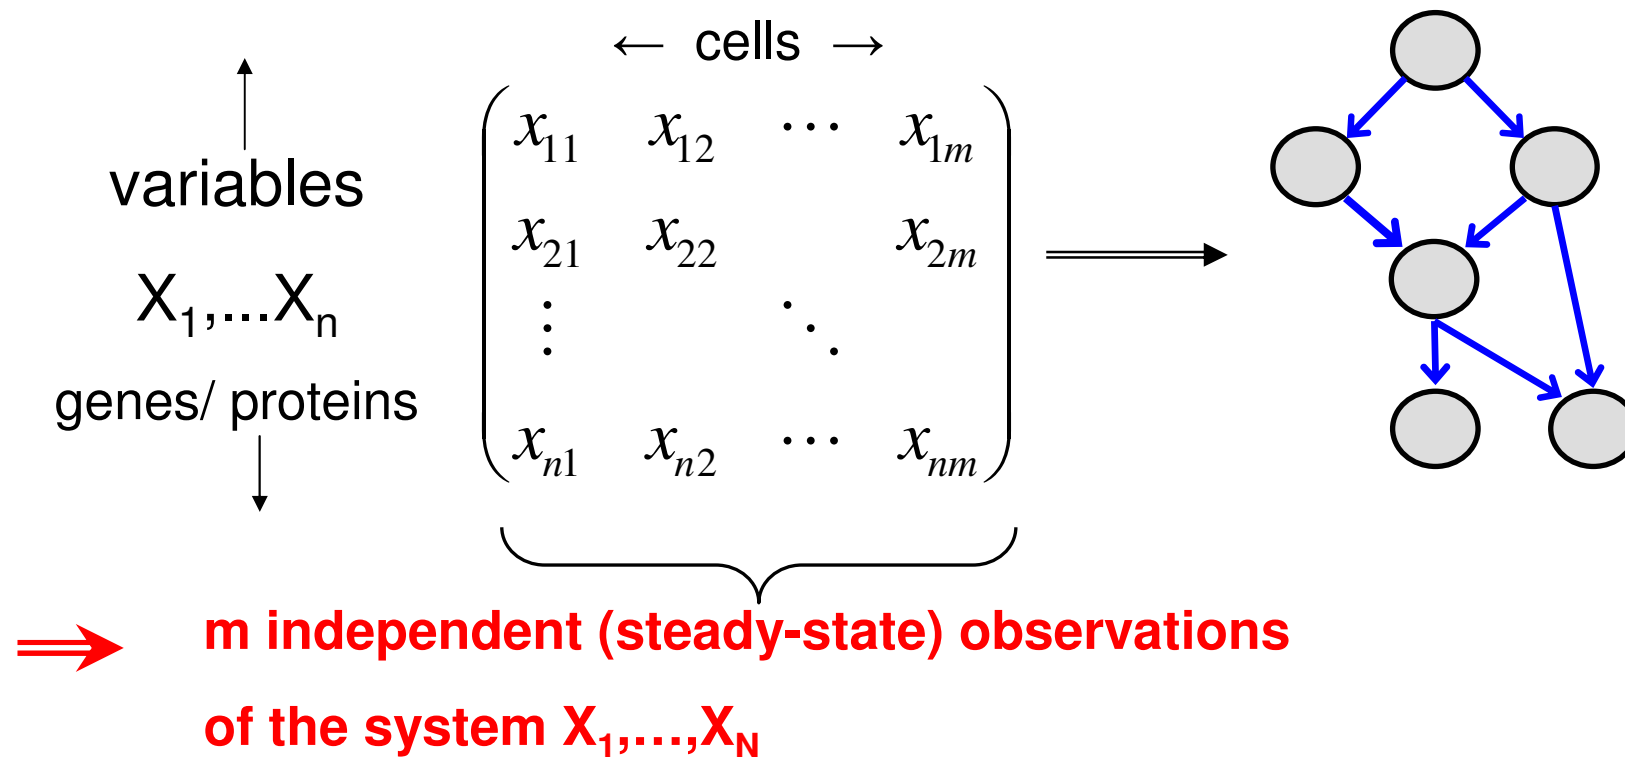 ← cells →
variables
X₁,...Xₙ
genes/ proteins
x₁₁ x₁₂ ⋯ x₁ₘ
x₂₁ x₂₂ x₂ₘ
⋮ ⋱
xₙ₁ xₙ₂ ⋯ xₙₘ
⇒ m independent (steady-state) observations
of the system X₁,...,X_N